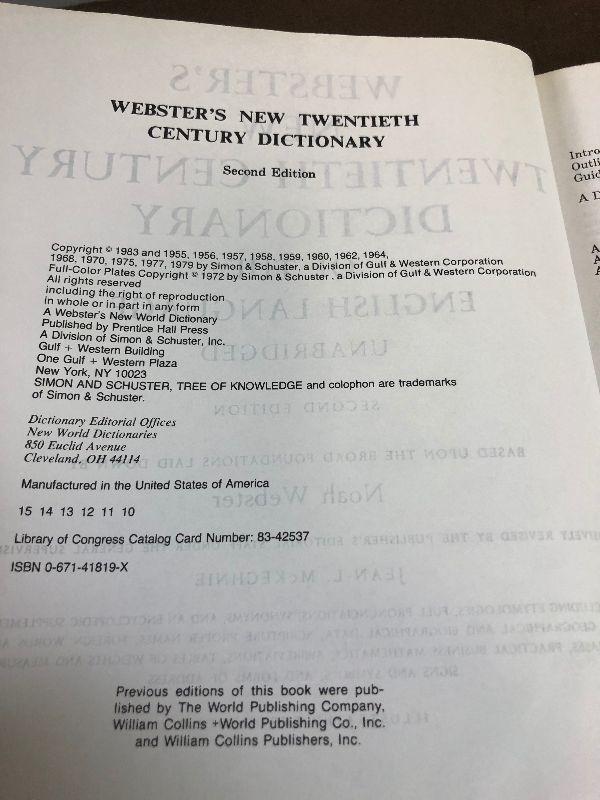 WEBSTER'S NEW TWENTIETH
CENTURY DICTIONARY
Second Edition
Copyright © 1983 and 1955, 1956, 1957, 1958, 1959, 1960, 1962, 1964,
1968, 1970, 1975, 1977, 1979 by Simon & Schuster, a Division of Gulf & Western Corporation
Full-Color Plates Copyright © 1972 by Simon & Schuster, a Division of Gulf & Western Corporation
All rights reserved
including the right of reproduction
in whole or in part in any form
A Webster's New World Dictionary
Published by Prentice Hall Press
A Division of Simon & Schuster, Inc.
Gulf + Western Building
One Gulf + Western Plaza
New York, NY 10023
SIMON AND SCHUSTER, TREE OF KNOWLEDGE and colophon are trademarks
of Simon & Schuster.
Dictionary Editorial Offices
New World Dictionaries
850 Euclid Avenue
Cleveland, OH 44114
Manufactured in the United States of America
15 14 13 12 11 10
Library of Congress Catalog Card Number: 83-42537
ISBN 0-671-41819-X
Previous editions of this book were pub-
lished by The World Publishing Company,
William Collins +World Publishing Co., Inc.
and William Collins Publishers, Inc.
Intro
Outli
Guid
A D
A
A
A